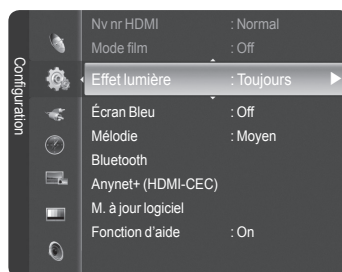 Configuration
Nv nr HDMI : Normal
Mode film : Off
Effet lumière : Toujours
Écran Bleu : Off
Mélodie : Moyen
Bluetooth
Anynet+ (HDMI-CEC)
M. à jour logiciel
Fonction d’aide : On